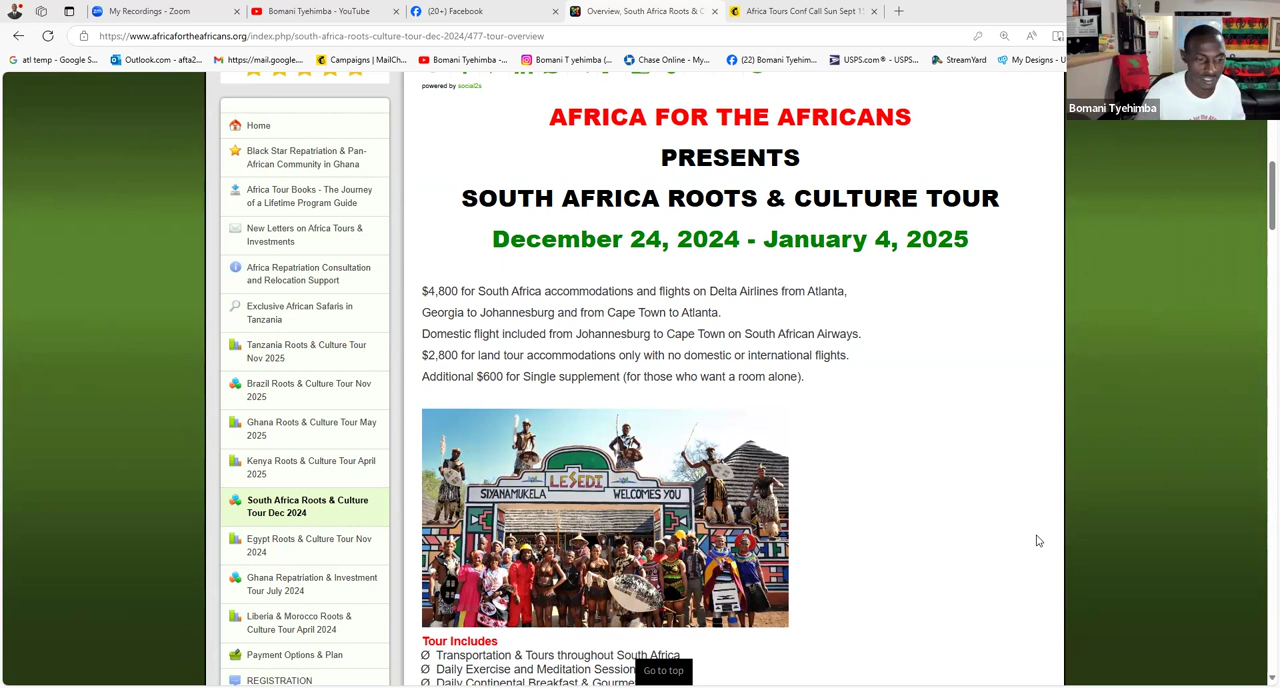 My Recordings - Zoom
Bomani Tyehimba - YouTube
(20+) Facebook
Overview, South Africa Roots & C
Africa Tours Conf Call Sun Sept 1
https://www.africafortheafricans.org/index.php/south-africa-roots-culture-tour-dec-2024/477-tour-overview
atl temp - Google S...
Outlook.com - afta2...
https://mail.google....
Campaigns | MailCh...
Bomani Tyehimba -...
Bomani T yehimba (...
Chase Online - My...
(22) Bomani Tyehim...
USPS.com® - USPS...
StreamYard
My Designs -
Bomani Tyehimba
powered by social2s
Home
Black Star Repatriation & Pan-
African Community in Ghana
Africa Tour Books - The Journey
of a Lifetime Program Guide
New Letters on Africa Tours &
Investments
Africa Repatriation Consultation
and Relocation Support
Exclusive African Safaris in
Tanzania
Tanzania Roots & Culture Tour
Nov 2025
Brazil Roots & Culture Tour Nov
2025
Ghana Roots & Culture Tour May
2025
Kenya Roots & Culture Tour April
2025
South Africa Roots & Culture
Tour Dec 2024
Egypt Roots & Culture Tour Nov
2024
Ghana Repatriation & Investment
Tour July 2024
Liberia & Morocco Roots &
Culture Tour April 2024
Payment Options & Plan
REGISTRATION
AFRICA FOR THE AFRICANS
PRESENTS
SOUTH AFRICA ROOTS & CULTURE TOUR
December 24, 2024 - January 4, 2025
$4,800 for South Africa accommodations and flights on Delta Airlines from Atlanta,
Georgia to Johannesburg and from Cape Town to Atlanta.
Domestic flight included from Johannesburg to Cape Town on South African Airways.
$2,800 for land tour accommodations only with no domestic or international flights.
Additional $600 for Single supplement (for those who want a room alone).
LESEDI
SIYANAMUKELA WELCOMES YOU
Tour Includes
Ø Transportation & Tours throughout South Africa
Ø Daily Exercise and Meditation Session
Ø Daily Continental Breakfast & Gourme
Go to top